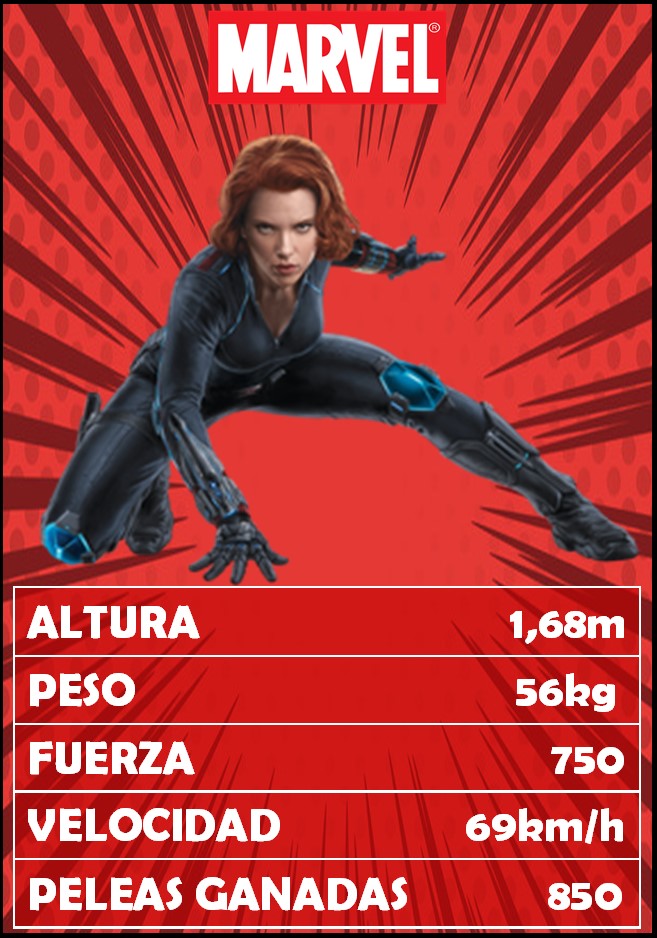 MARVEL®
ALTURA 1,68m
PESO 56kg
FUERZA 750
VELOCIDAD 69km/h
PELEAS GANADAS 850